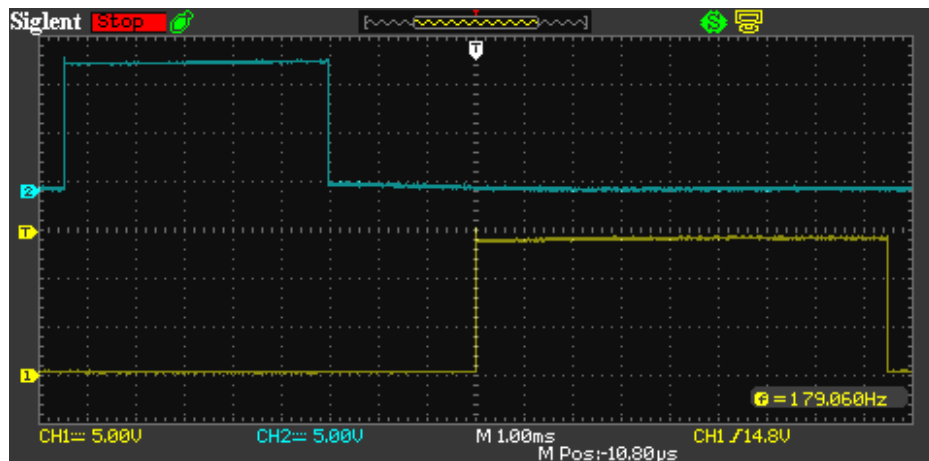 Siglent Stop
T
2
T
1
f=179.060Hz
CH1⎓ 5.00V CH2⎓ 5.00V M 1.00ms CH1 ƒ14.8V
M Pos:-10.80µs